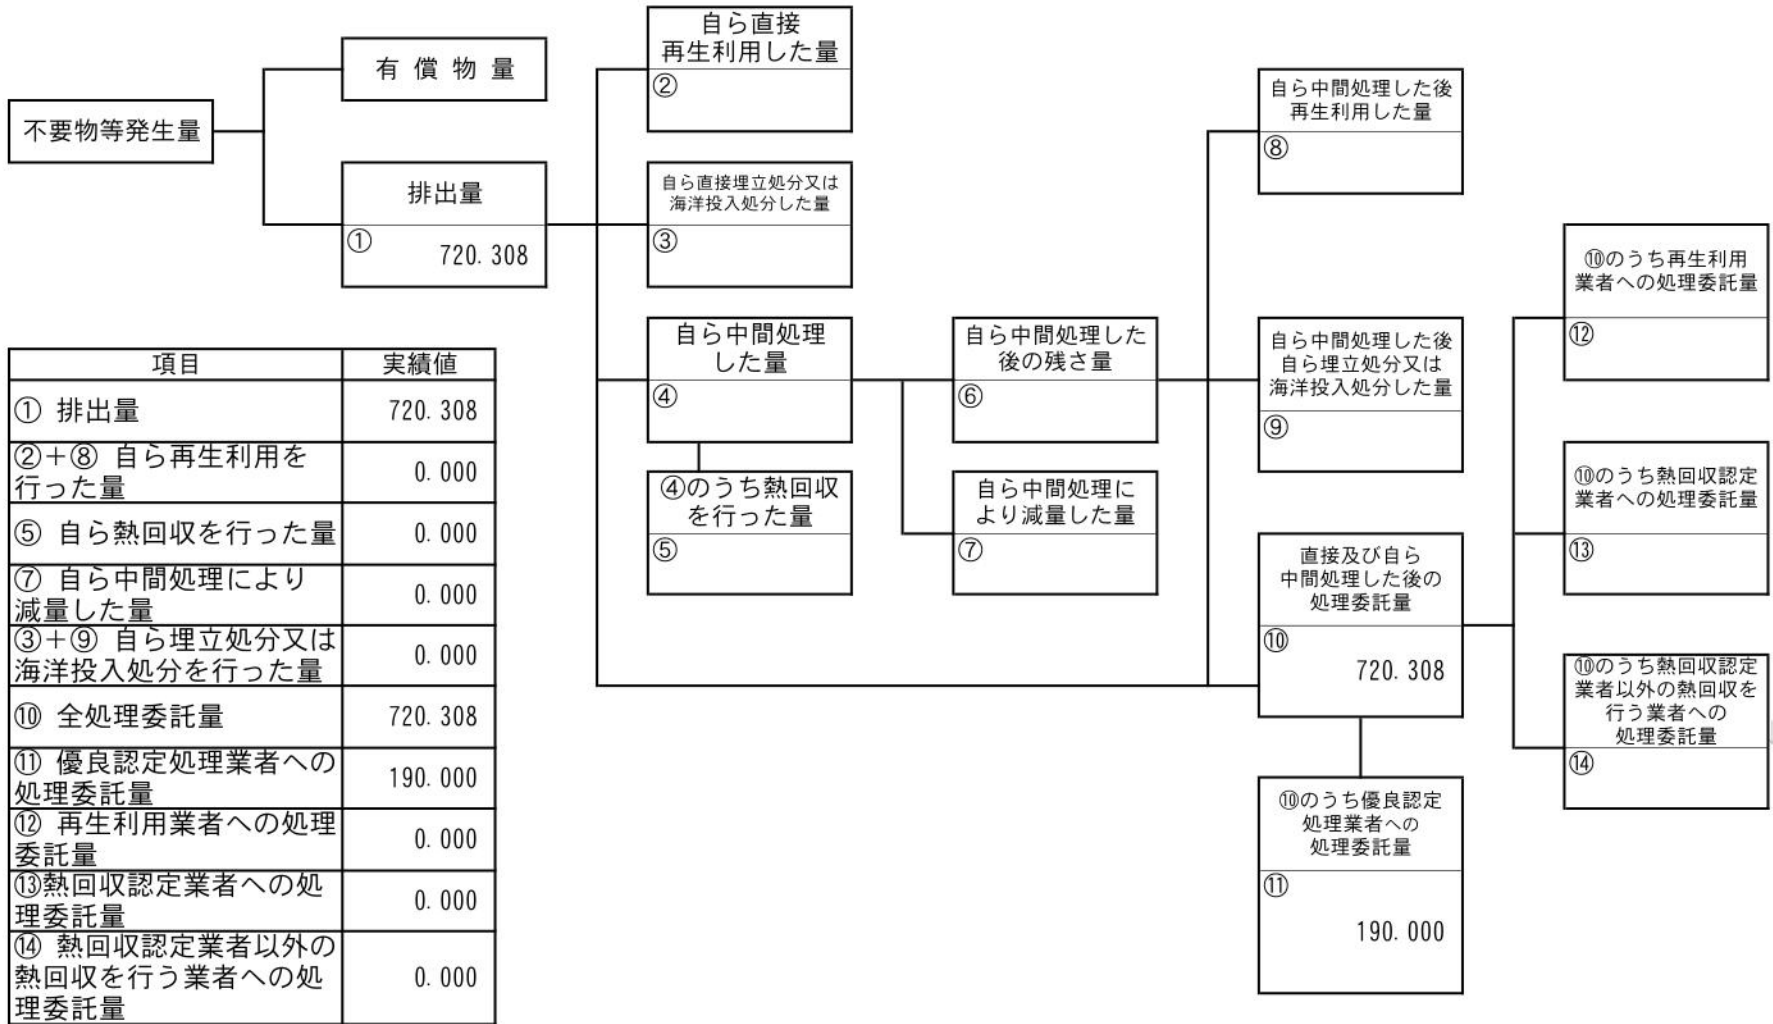 不要物等発生量
有償物量
排出量
①
720.308
自ら直接
再生利用した量
②
自ら直接埋立処分又は
海洋投入処分した量
③
自ら中間処理
した量
④
④のうち熱回収
を行った量
⑤
自ら中間処理した
後の残さ量
⑥
自ら中間処理に
より減量した量
⑦
自ら中間処理した後
再生利用した量
⑧
自ら中間処理した後
自ら埋立処分又は
海洋投入処分した量
⑨
直接及び自ら
中間処理した後の
処理委託量
⑩
720.308
⑩のうち優良認定
処理業者への
処理委託量
⑪
190.000
⑩のうち再生利用
業者への処理委託量
⑫
⑩のうち熱回収認定
業者への処理委託量
⑬
⑩のうち熱回収認定
業者以外の熱回収を
行う業者への
処理委託量
⑭
項目 実績値
① 排出量 720.308
②+⑧ 自ら再生利用を
行った量 0.000
⑤ 自ら熱回収を行った量 0.000
⑦ 自ら中間処理により
減量した量 0.000
③+⑨ 自ら埋立処分又は
海洋投入処分を行った量 0.000
⑩ 全処理委託量 720.308
⑪ 優良認定処理業者への
処理委託量 190.000
⑫ 再生利用業者への処理
委託量 0.000
⑬熱回収認定業者への処
理委託量 0.000
⑭ 熱回収認定業者以外の
熱回収を行う業者への処
理委託量 0.000